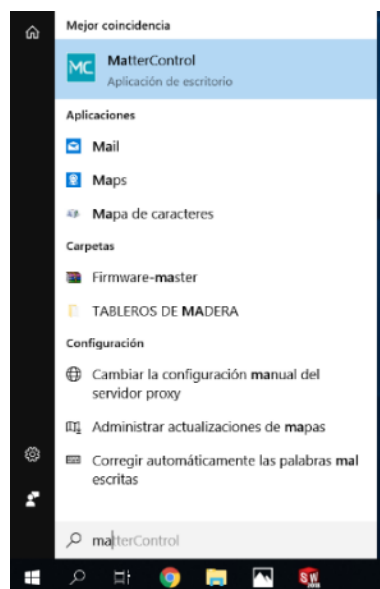 Mejor coincidencia
MC
MatterControl
Aplicación de escritorio
Aplicaciones
Mail
Maps
Mapa de caracteres
Carpetas
Firmware-master
TABLEROS DE MADERA
Configuración
Cambiar la configuración manual del
servidor proxy
Administrar actualizaciones de mapas
Corregir automáticamente las palabras mal
escritas
matterControl
SW
2018